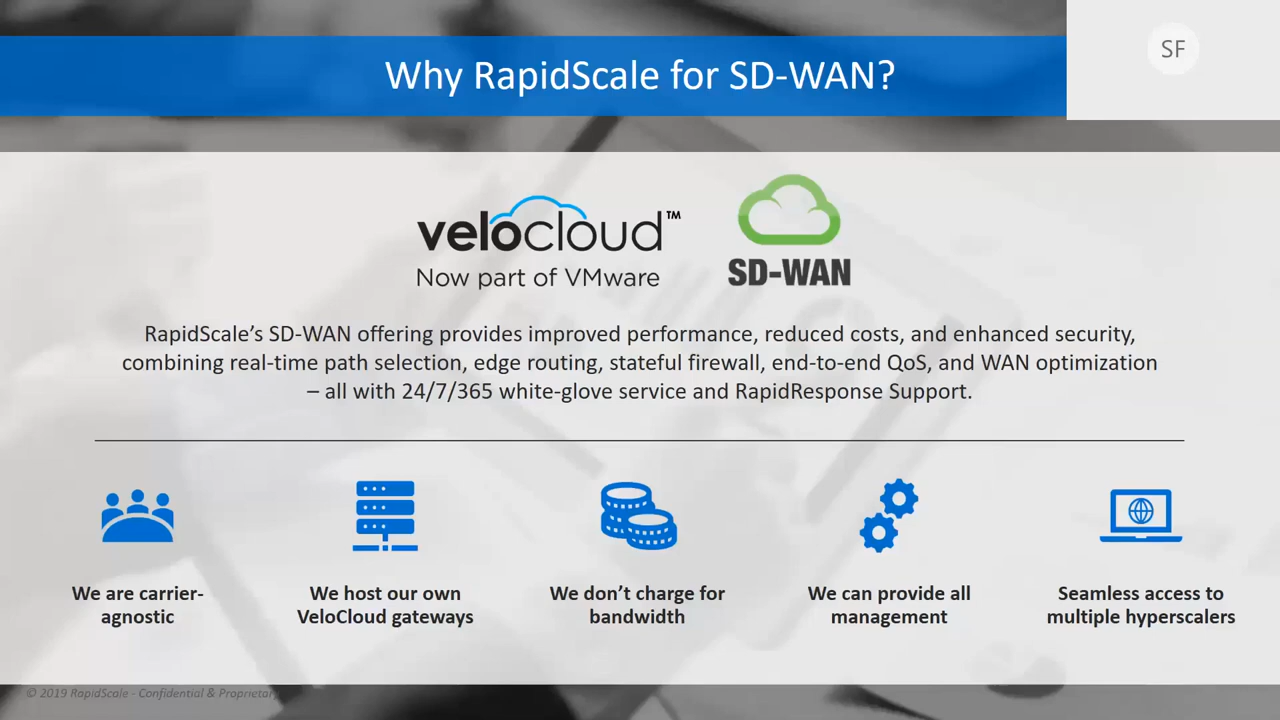 Why RapidScale for SD-WAN?
SF
velocloud™
Now part of VMware
SD-WAN
RapidScale’s SD-WAN offering provides improved performance, reduced costs, and enhanced security,
combining real-time path selection, edge routing, stateful firewall, end-to-end QoS, and WAN optimization
– all with 24/7/365 white-glove service and RapidResponse Support.
We are carrier-
agnostic
We host our own
VeloCloud gateways
We don’t charge for
bandwidth
We can provide all
management
Seamless access to
multiple hyperscalers
© 2019 RapidScale - Confidential & Proprietary